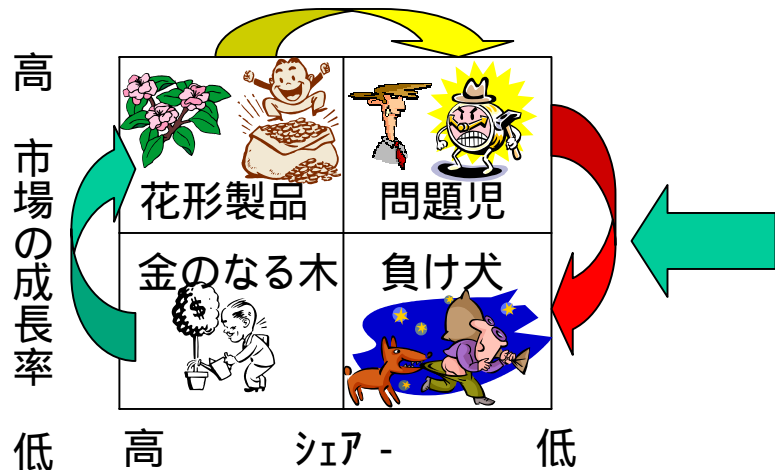 高 市場の成長率 低
花形製品
問題児
金のなる木
負け犬
$
高 ｼｪｱ - 低